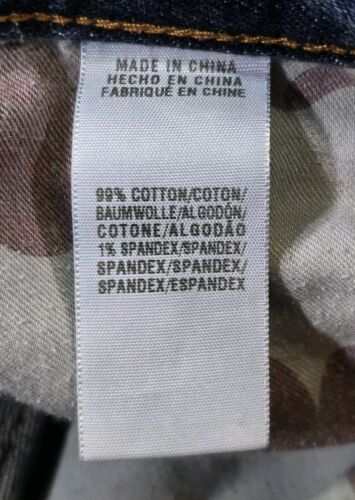 MADE IN CHINA
HECHO EN CHINA
FABRIQUÉ EN CHINE
99% COTTON/COTON/
BAUMWOLLE/ALGODÓN/
COTONE/ALGODÃO
1% SPANDEX/SPANDEX/
SPANDEX/SPANDEX/
SPANDEX/ESPANDEX